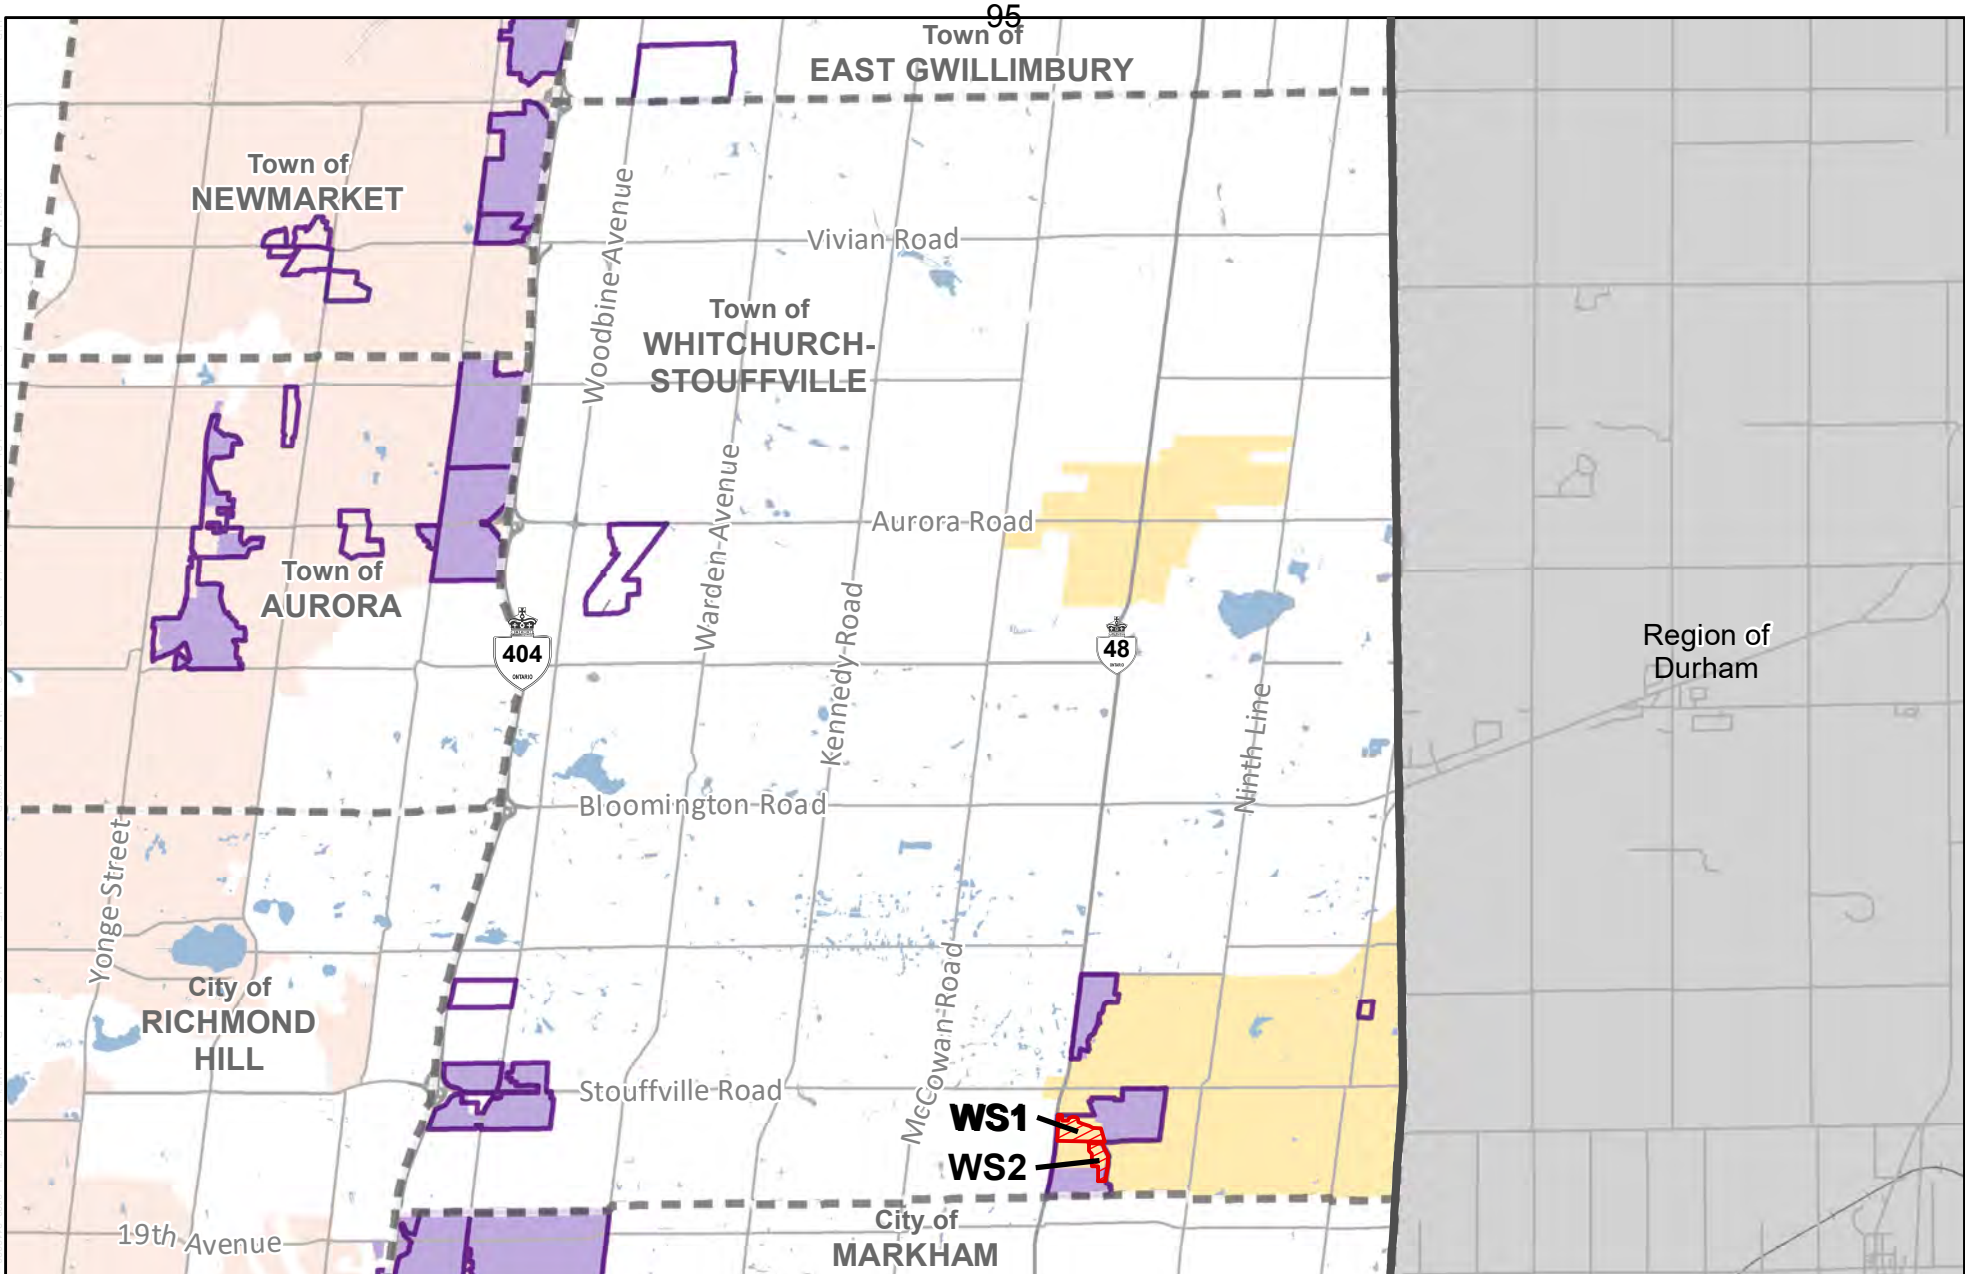 95
Town of
EAST GWILLIMBURY
Town of
NEWMARKET
Woodbine Avenue
Vivian Road
Town of
WHITCHURCH-
STOUFFVILLE
Warden Avenue
Aurora Road
Town of
AURORA
Kennedy Road
404
ONTARIO
48
ONTARIO
Region of
Durham
Ninth Line
Bloomington Road
Yonge Street
City of
RICHMOND
HILL
McCowan Road
Stouffville Road
WS1
WS2
19th Avenue
City of
MARKHAM